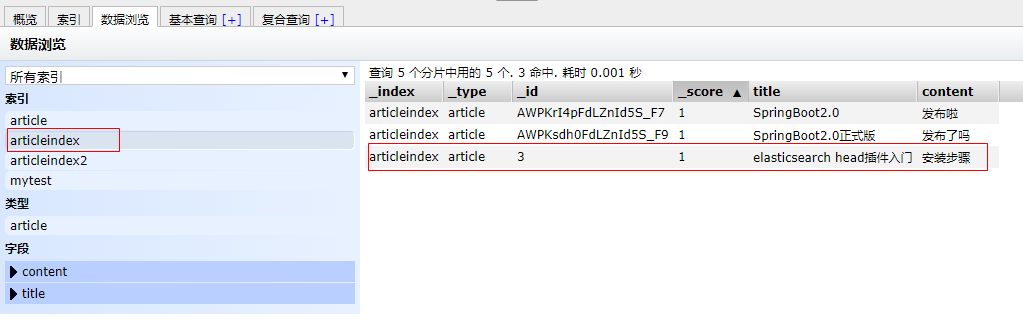 概览 索引 数据浏览 基本查询 [+] 复合查询 [+]
数据浏览
所有索引
索引
article
articleindex
articleindex2
mytest
类型
article
字段
content
title
查询 5 个分片中用的 5 个. 3 命中. 耗时 0.001 秒
_index _type _id _score ▲ title content
articleindex article AWPKrI4pFdLZnId5S_F7 1 SpringBoot2.0 发布啦
articleindex article AWPKsdh0FdLZnId5S_F9 1 SpringBoot2.0正式版 发布了吗
articleindex article 3 1 elasticsearch head插件入门 安装步骤